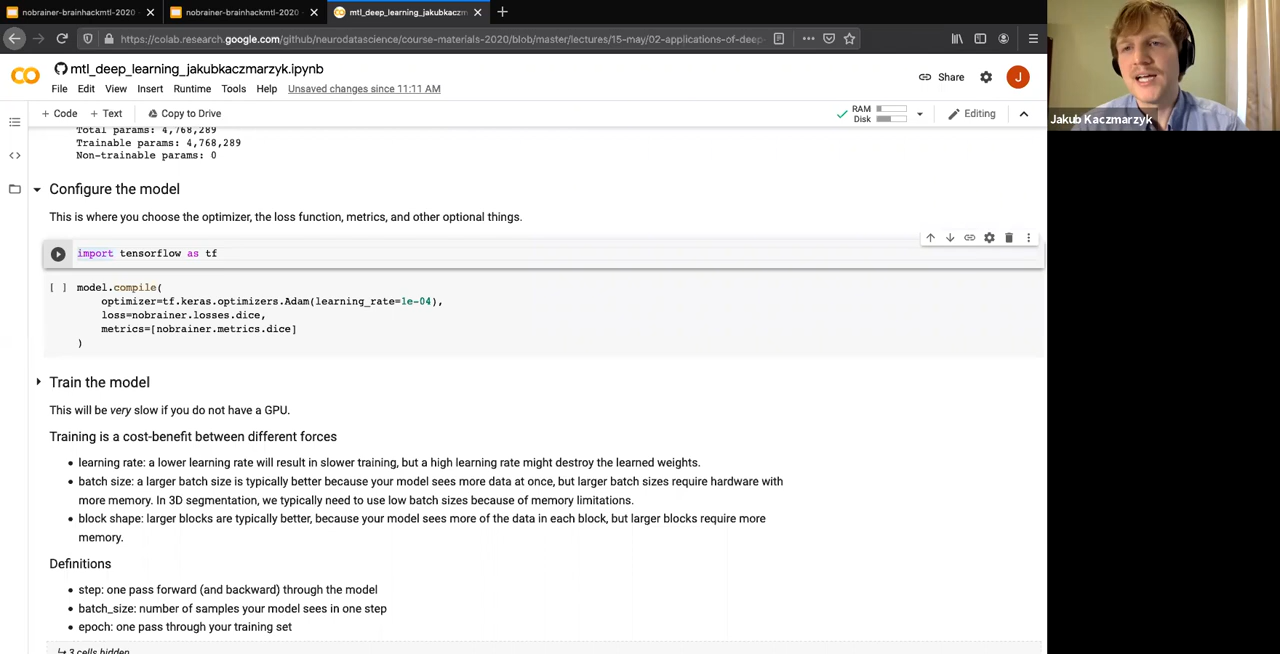 nobrainer-brainhackmtl-2020
nobrainer-brainhackmtl-2020
mtl_deep_learning_jakubkaczm
https://colab.research.google.com/github/neurodatascience/course-materials-2020/blob/master/lectures/15-may/02-applications-of-deep-
mtl_deep_learning_jakubkaczmarzyk.ipynb
Share
J
File Edit View Insert Runtime Tools Help Unsaved changes since 11:11 AM
+ Code + Text Copy to Drive
RAM
Disk
Editing
Total params: 4,768,289
Trainable params: 4,768,289
Non-trainable params: 0
Configure the model
This is where you choose the optimizer, the loss function, metrics, and other optional things.
import tensorflow as tf
[ ] model.compile(
optimizer=tf.keras.optimizers.Adam(learning_rate=1e-04),
loss=nobrainer.losses.dice,
metrics=[nobrainer.metrics.dice]
)
Train the model
This will be very slow if you do not have a GPU.
Training is a cost-benefit between different forces
• learning rate: a lower learning rate will result in slower training, but a high learning rate might destroy the learned weights.
• batch size: a larger batch size is typically better because your model sees more data at once, but larger batch sizes require hardware with
more memory. In 3D segmentation, we typically need to use low batch sizes because of memory limitations.
• block shape: larger blocks are typically better, because your model sees more of the data in each block, but larger blocks require more
memory.
Definitions
• step: one pass forward (and backward) through the model
• batch_size: number of samples your model sees in one step
• epoch: one pass through your training set
3 cells hidden
Jakub Kaczmarzyk